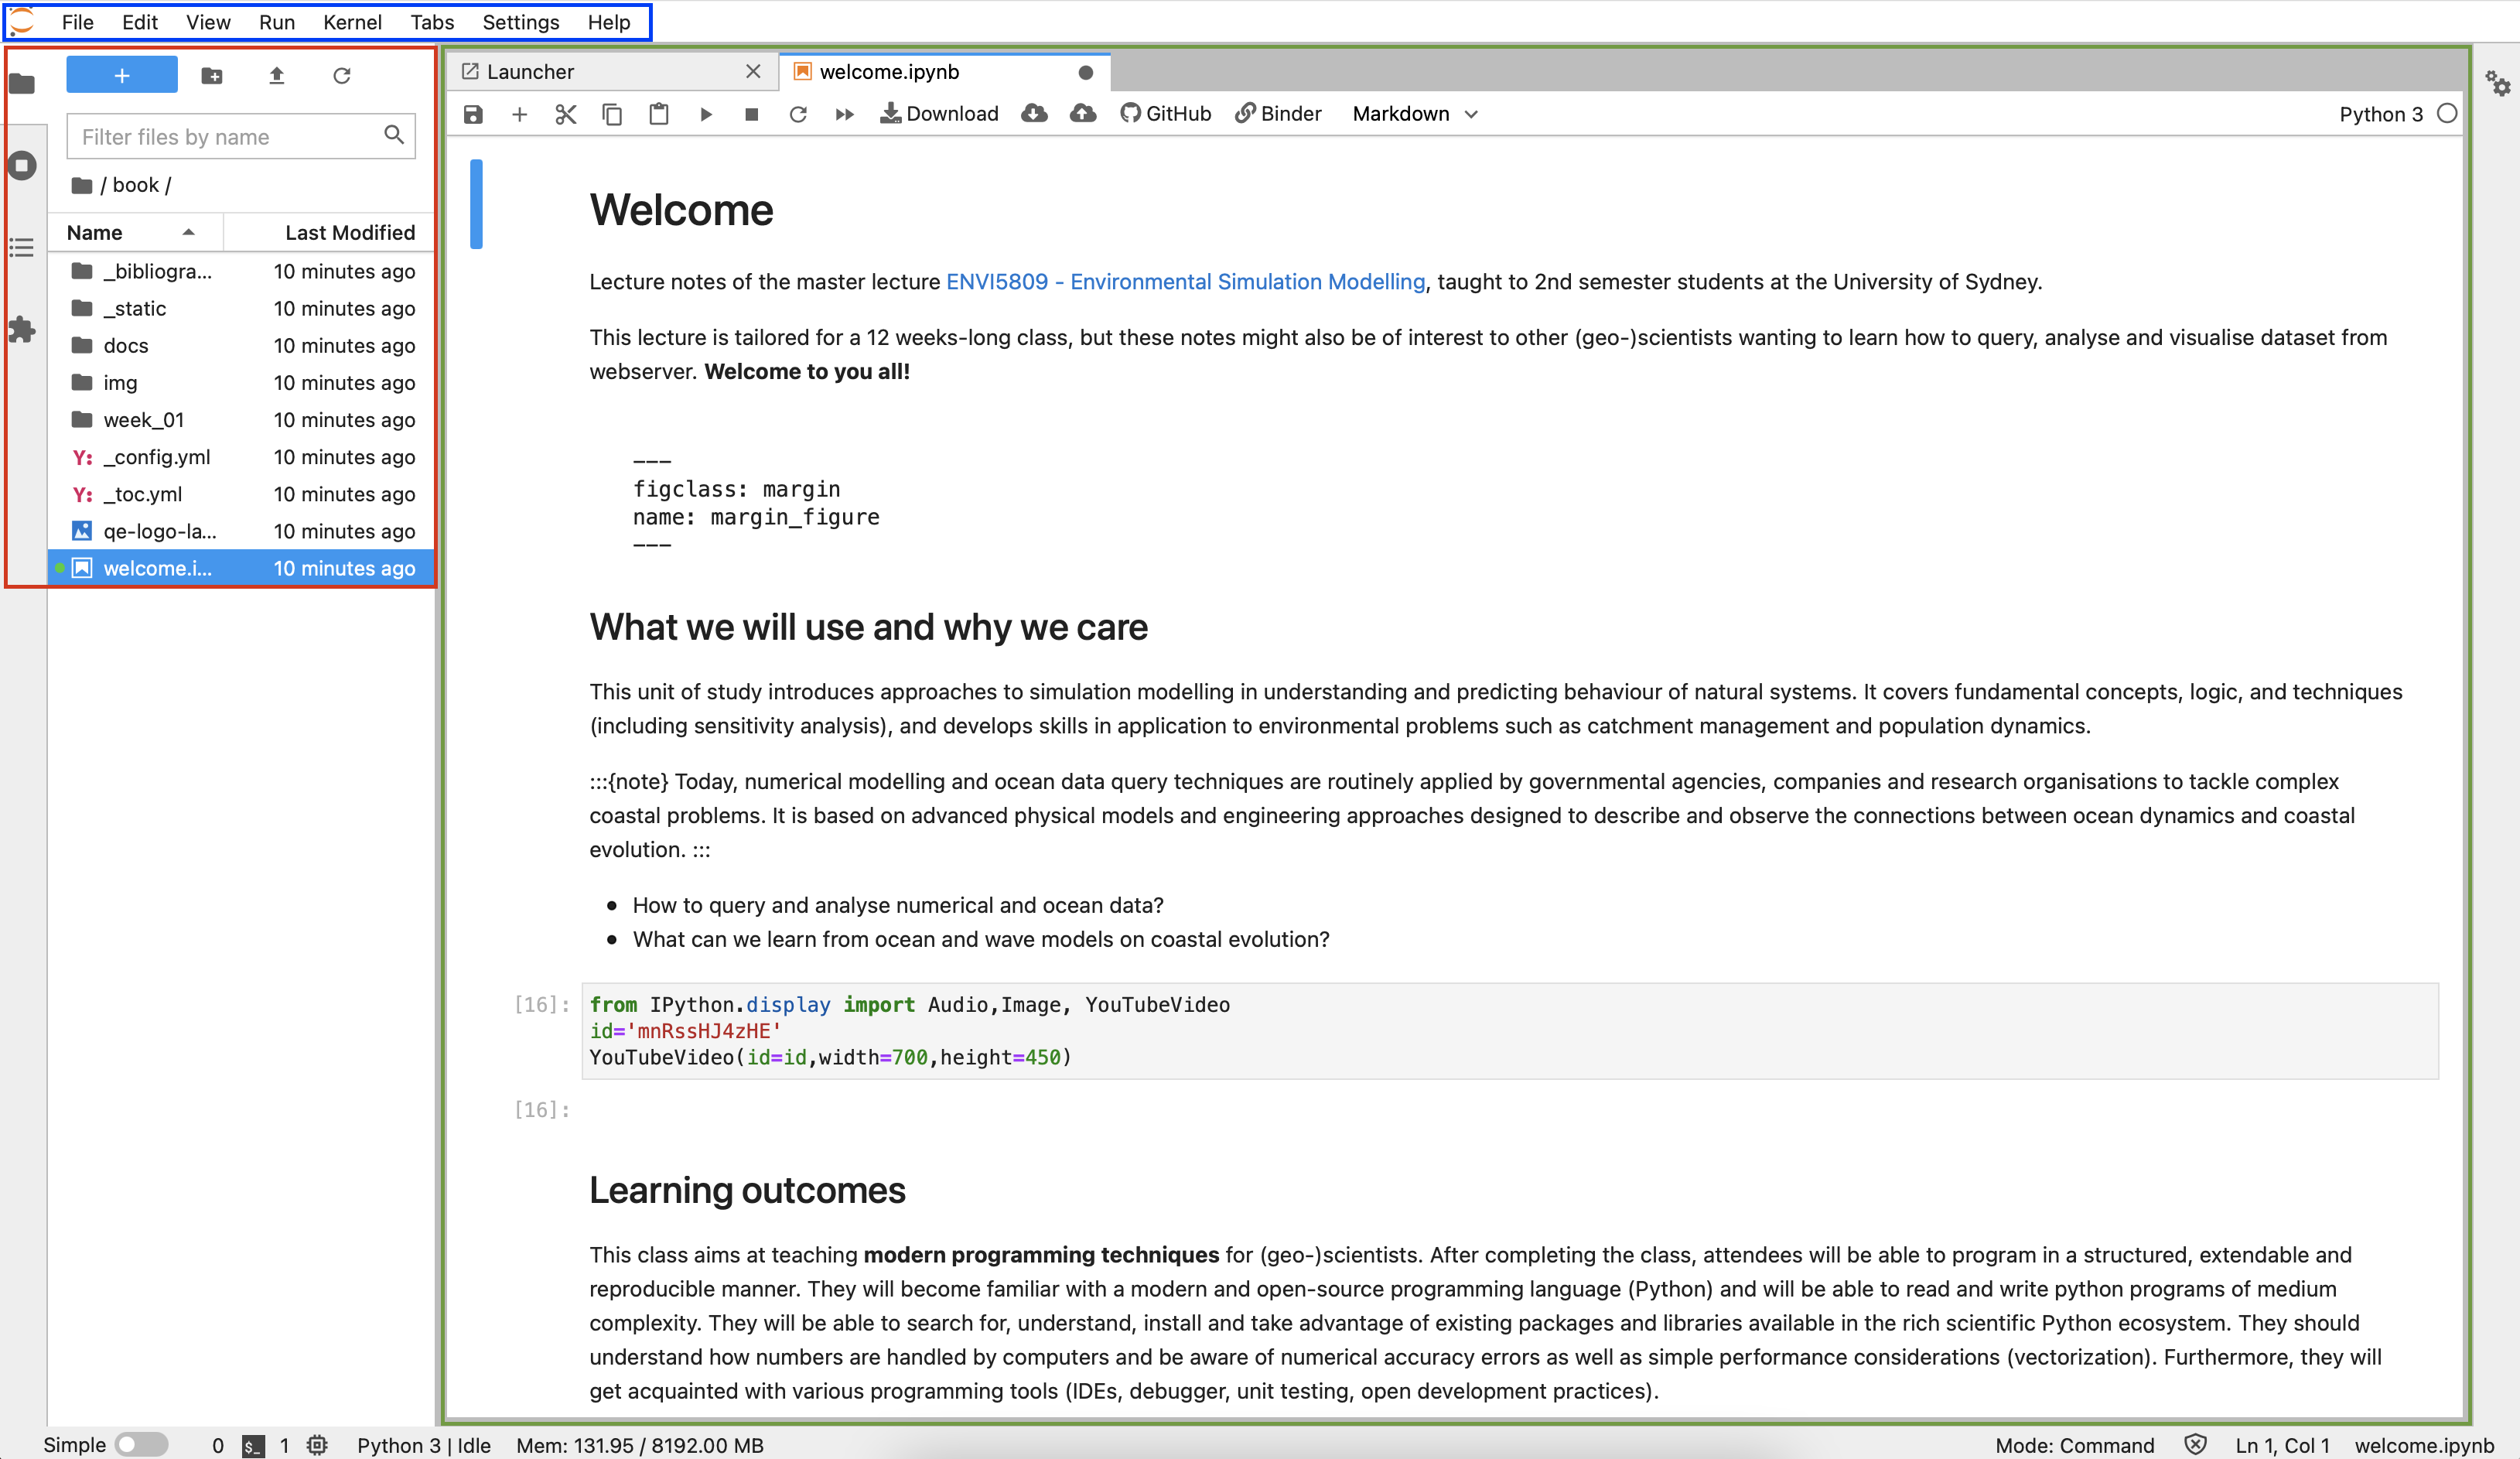 File Edit View Run Kernel Tabs Settings Help
Launcher
welcome.ipynb
Download GitHub Binder Markdown Python 3
Filter files by name
/ book /
Name Last Modified
_bibliogra... 10 minutes ago
_static 10 minutes ago
docs 10 minutes ago
img 10 minutes ago
week_01 10 minutes ago
Y: _config.yml 10 minutes ago
Y: _toc.yml 10 minutes ago
qe-logo-la... 10 minutes ago
welcome.i... 10 minutes ago
Welcome
Lecture notes of the master lecture ENVI5809 - Environmental Simulation Modelling, taught to 2nd semester students at the University of Sydney.
This lecture is tailored for a 12 weeks-long class, but these notes might also be of interest to other (geo-)scientists wanting to learn how to query, analyse and visualise dataset from
webserver. Welcome to you all!
---
figclass: margin
name: margin_figure
---
What we will use and why we care
This unit of study introduces approaches to simulation modelling in understanding and predicting behaviour of natural systems. It covers fundamental concepts, logic, and techniques
(including sensitivity analysis), and develops skills in application to environmental problems such as catchment management and population dynamics.
:::{note} Today, numerical modelling and ocean data query techniques are routinely applied by governmental agencies, companies and research organisations to tackle complex
coastal problems. It is based on advanced physical models and engineering approaches designed to describe and observe the connections between ocean dynamics and coastal
evolution. :::
• How to query and analyse numerical and ocean data?
• What can we learn from ocean and wave models on coastal evolution?
[16]: from IPython.display import Audio,Image, YouTubeVideo
id='mnRssHJ4zHE'
YouTubeVideo(id=id,width=700,height=450)
[16]:
Learning outcomes
This class aims at teaching modern programming techniques for (geo-)scientists. After completing the class, attendees will be able to program in a structured, extendable and
reproducible manner. They will become familiar with a modern and open-source programming language (Python) and will be able to read and write python programs of medium
complexity. They will be able to search for, understand, install and take advantage of existing packages and libraries available in the rich scientific Python ecosystem. They should
understand how numbers are handled by computers and be aware of numerical accuracy errors as well as simple performance considerations (vectorization). Furthermore, they will
get acquainted with various programming tools (IDEs, debugger, unit testing, open development practices).
Simple 0 $_ 1 Python 3 | Idle Mem: 131.95 / 8192.00 MB Mode: Command Ln 1, Col 1 welcome.ipynb